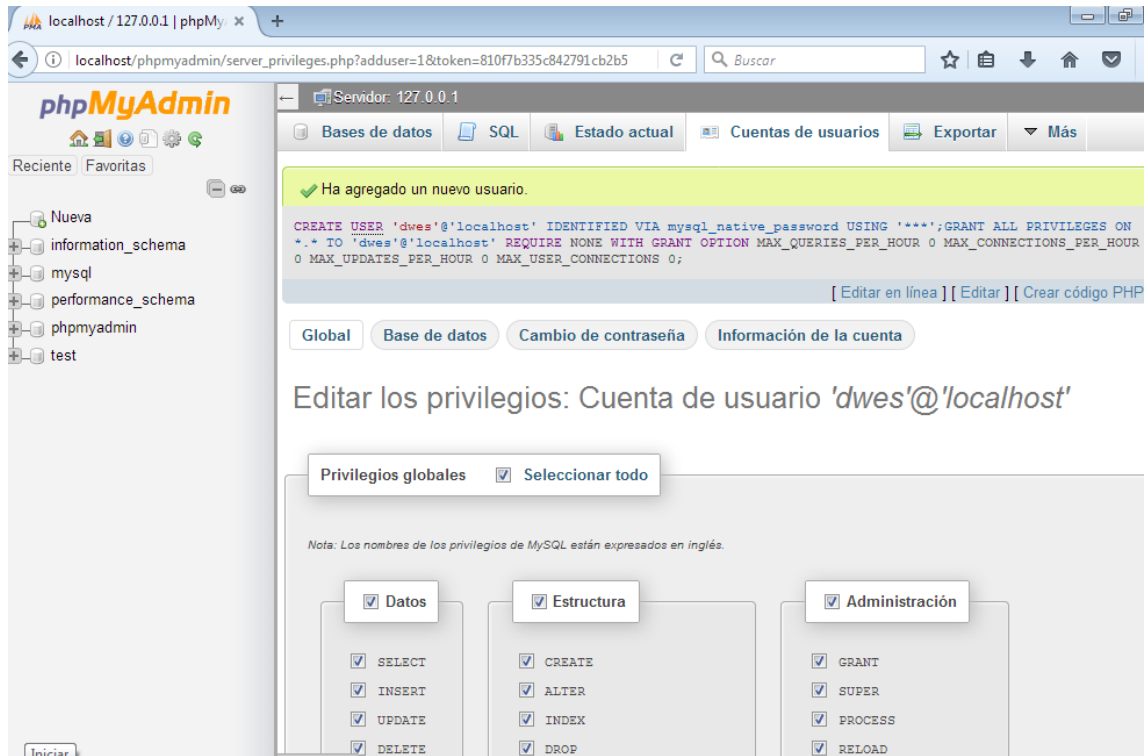 localhost / 127.0.0.1 | phpMy
localhost/phpmyadmin/server_privileges.php?adduser=1&token=810f7b335c842791cb2b5
Buscar
phpMyAdmin
Reciente Favoritas
Nueva
information_schema
mysql
performance_schema
phpmyadmin
test
Servidor: 127.0.0.1
Bases de datos SQL Estado actual Cuentas de usuarios Exportar Más
Ha agregado un nuevo usuario.
CREATE USER 'dwes'@'localhost' IDENTIFIED VIA mysql_native_password USING '***';GRANT ALL PRIVILEGES ON
*.* TO 'dwes'@'localhost' REQUIRE NONE WITH GRANT OPTION MAX_QUERIES_PER_HOUR 0 MAX_CONNECTIONS_PER_HOUR
0 MAX_UPDATES_PER_HOUR 0 MAX_USER_CONNECTIONS 0;
[ Editar en línea ] [ Editar ] [ Crear código PHP
Global Base de datos Cambio de contraseña Información de la cuenta
Editar los privilegios: Cuenta de usuario 'dwes'@'localhost'
Privilegios globales Seleccionar todo
Nota: Los nombres de los privilegios de MySQL están expresados en inglés.
Datos Estructura Administración
SELECT CREATE GRANT
INSERT ALTER SUPER
UPDATE INDEX PROCESS
DELETE DROP RELOAD
Iniciar